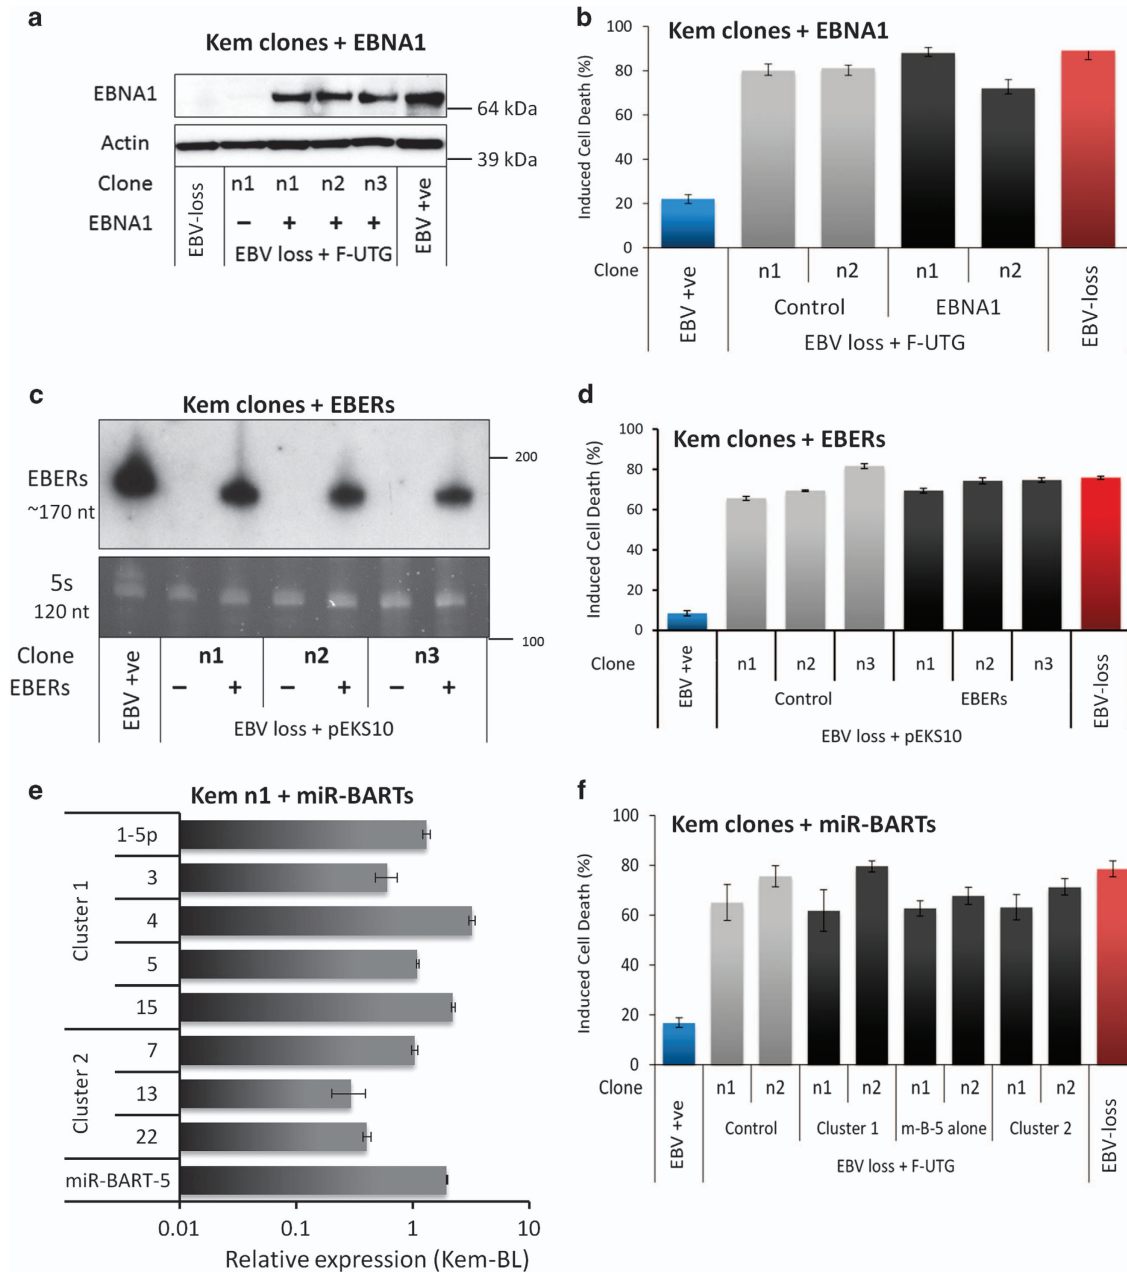 a
Kem clones + EBNA1
EBNA1
64 kDa
Actin
39 kDa
Clone n1 n1 n2 n3
EBNA1 − + + +
EBV-loss
EBV loss + F-UTG
EBV +ve
b
Kem clones + EBNA1
Induced Cell Death (%)
100
80
60
40
20
0
Clone n1 n2 n1 n2
EBV +ve
Control EBNA1
EBV loss + F-UTG
EBV-loss
c
Kem clones + EBERs
EBERs
~170 nt
200
5s
120 nt
100
Clone n1 n2 n3
EBERs − + − + − +
EBV +ve
EBV loss + pEKS10
d
Kem clones + EBERs
Induced Cell Death (%)
100
80
60
40
20
0
Clone n1 n2 n3 n1 n2 n3
EBV +ve
Control EBERs
EBV loss + pEKS10
EBV-loss
e
Kem n1 + miR-BARTs
Cluster 1
1-5p
3
4
5
15
Cluster 2
7
13
22
miR-BART-5
0.01 0.1 1 10
Relative expression (Kem-BL)
f
Kem clones + miR-BARTs
Induced Cell Death (%)
100
80
60
40
20
0
Clone n1 n2 n1 n2 n1 n2 n1 n2
EBV +ve
Control Cluster 1 m-B-5 alone Cluster 2
EBV loss + F-UTG
EBV-loss